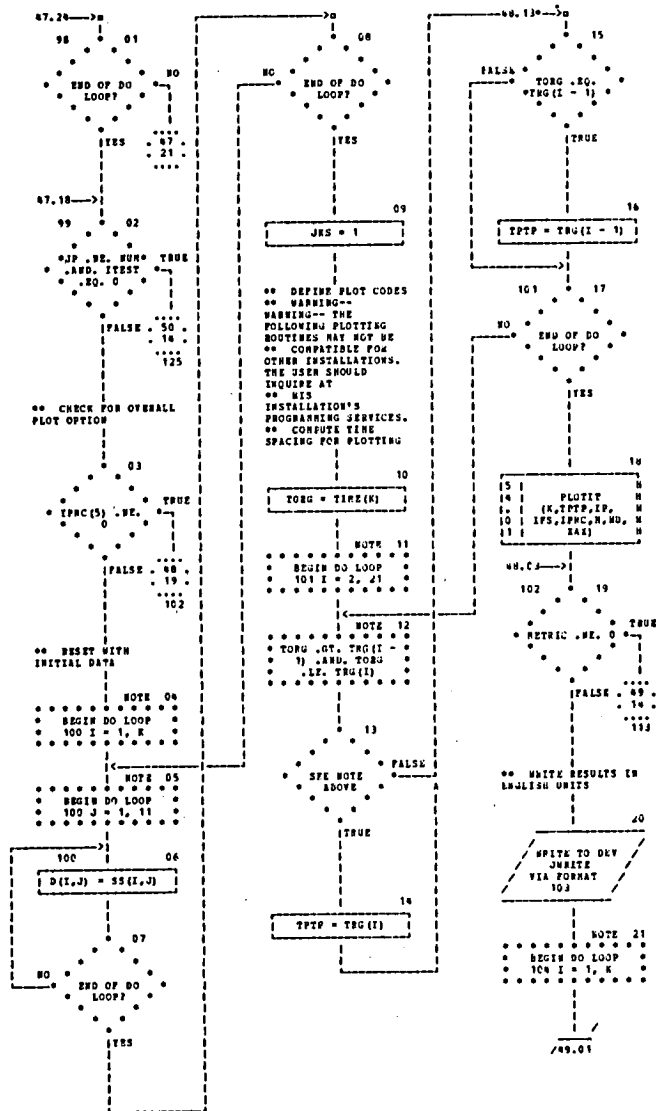 47.24
98 01
END OF DO
LOOP?
NO
47
21
YES
47.18
99 02
JP .NE. NUM
.AND. ITEST
.EQ. 0
TRUE
50
14
125
FALSE
** CHECK FOR OVERALL
PLOT OPTION
03
.NE.
0
TRUE
48
19
102
FALSE
** RESET WITH
INITIAL DATA
NOTE 04
BEGIN DO LOOP
100 I = 1, K
NOTE 05
BEGIN DO LOOP
100 J = 1, 11
100 06
D(I,J) = SS(I,J)
07
NO
END OF DO
LOOP?
YES
08
NO
END OF DO
LOOP?
YES
09
= 1
** DEFINE PLOT CODES
** WARNING--
WARNING-- THE
FOLLOWING PLOTTING
ROUTINES MAY NOT BE
** COMPATIBLE FOR
OTHER INSTALLATIONS.
THE USER SHOULD
INQUIRE AT
** HIS
INSTALLATION'S
PROGRAMMING SERVICES.
** COMPUTE TIME
SPACING FOR PLOTTING
10
TORG = TIME(K)
NOTE 11
BEGIN DO LOOP
101 I = 2, 21
NOTE 12
TORG .GT. TRG(I -
1) .AND. TORG
.LE. TRG(I)
13
SEE NOTE
ABOVE
FALSE
TRUE
14
TPTP = TRG(I)
48.13
15
FALSE
TORG .EQ.
TRG(I - 1)
TRUE
16
TPTP = TRG(I - 1)
101 17
NO
END OF DO
LOOP?
YES
18
PLOTIT
(K,TPTP,IP,
48.03
102 19
METRIC .NE. 0
TRUE
49
14
113
FALSE
** WRITE RESULTS IN
ENGLISH UNITS
20
WRITE TO DEV
JWRITE
VIA FORMAT
103
NOTE 21
BEGIN DO LOOP
104 I = 1, K
/49.01